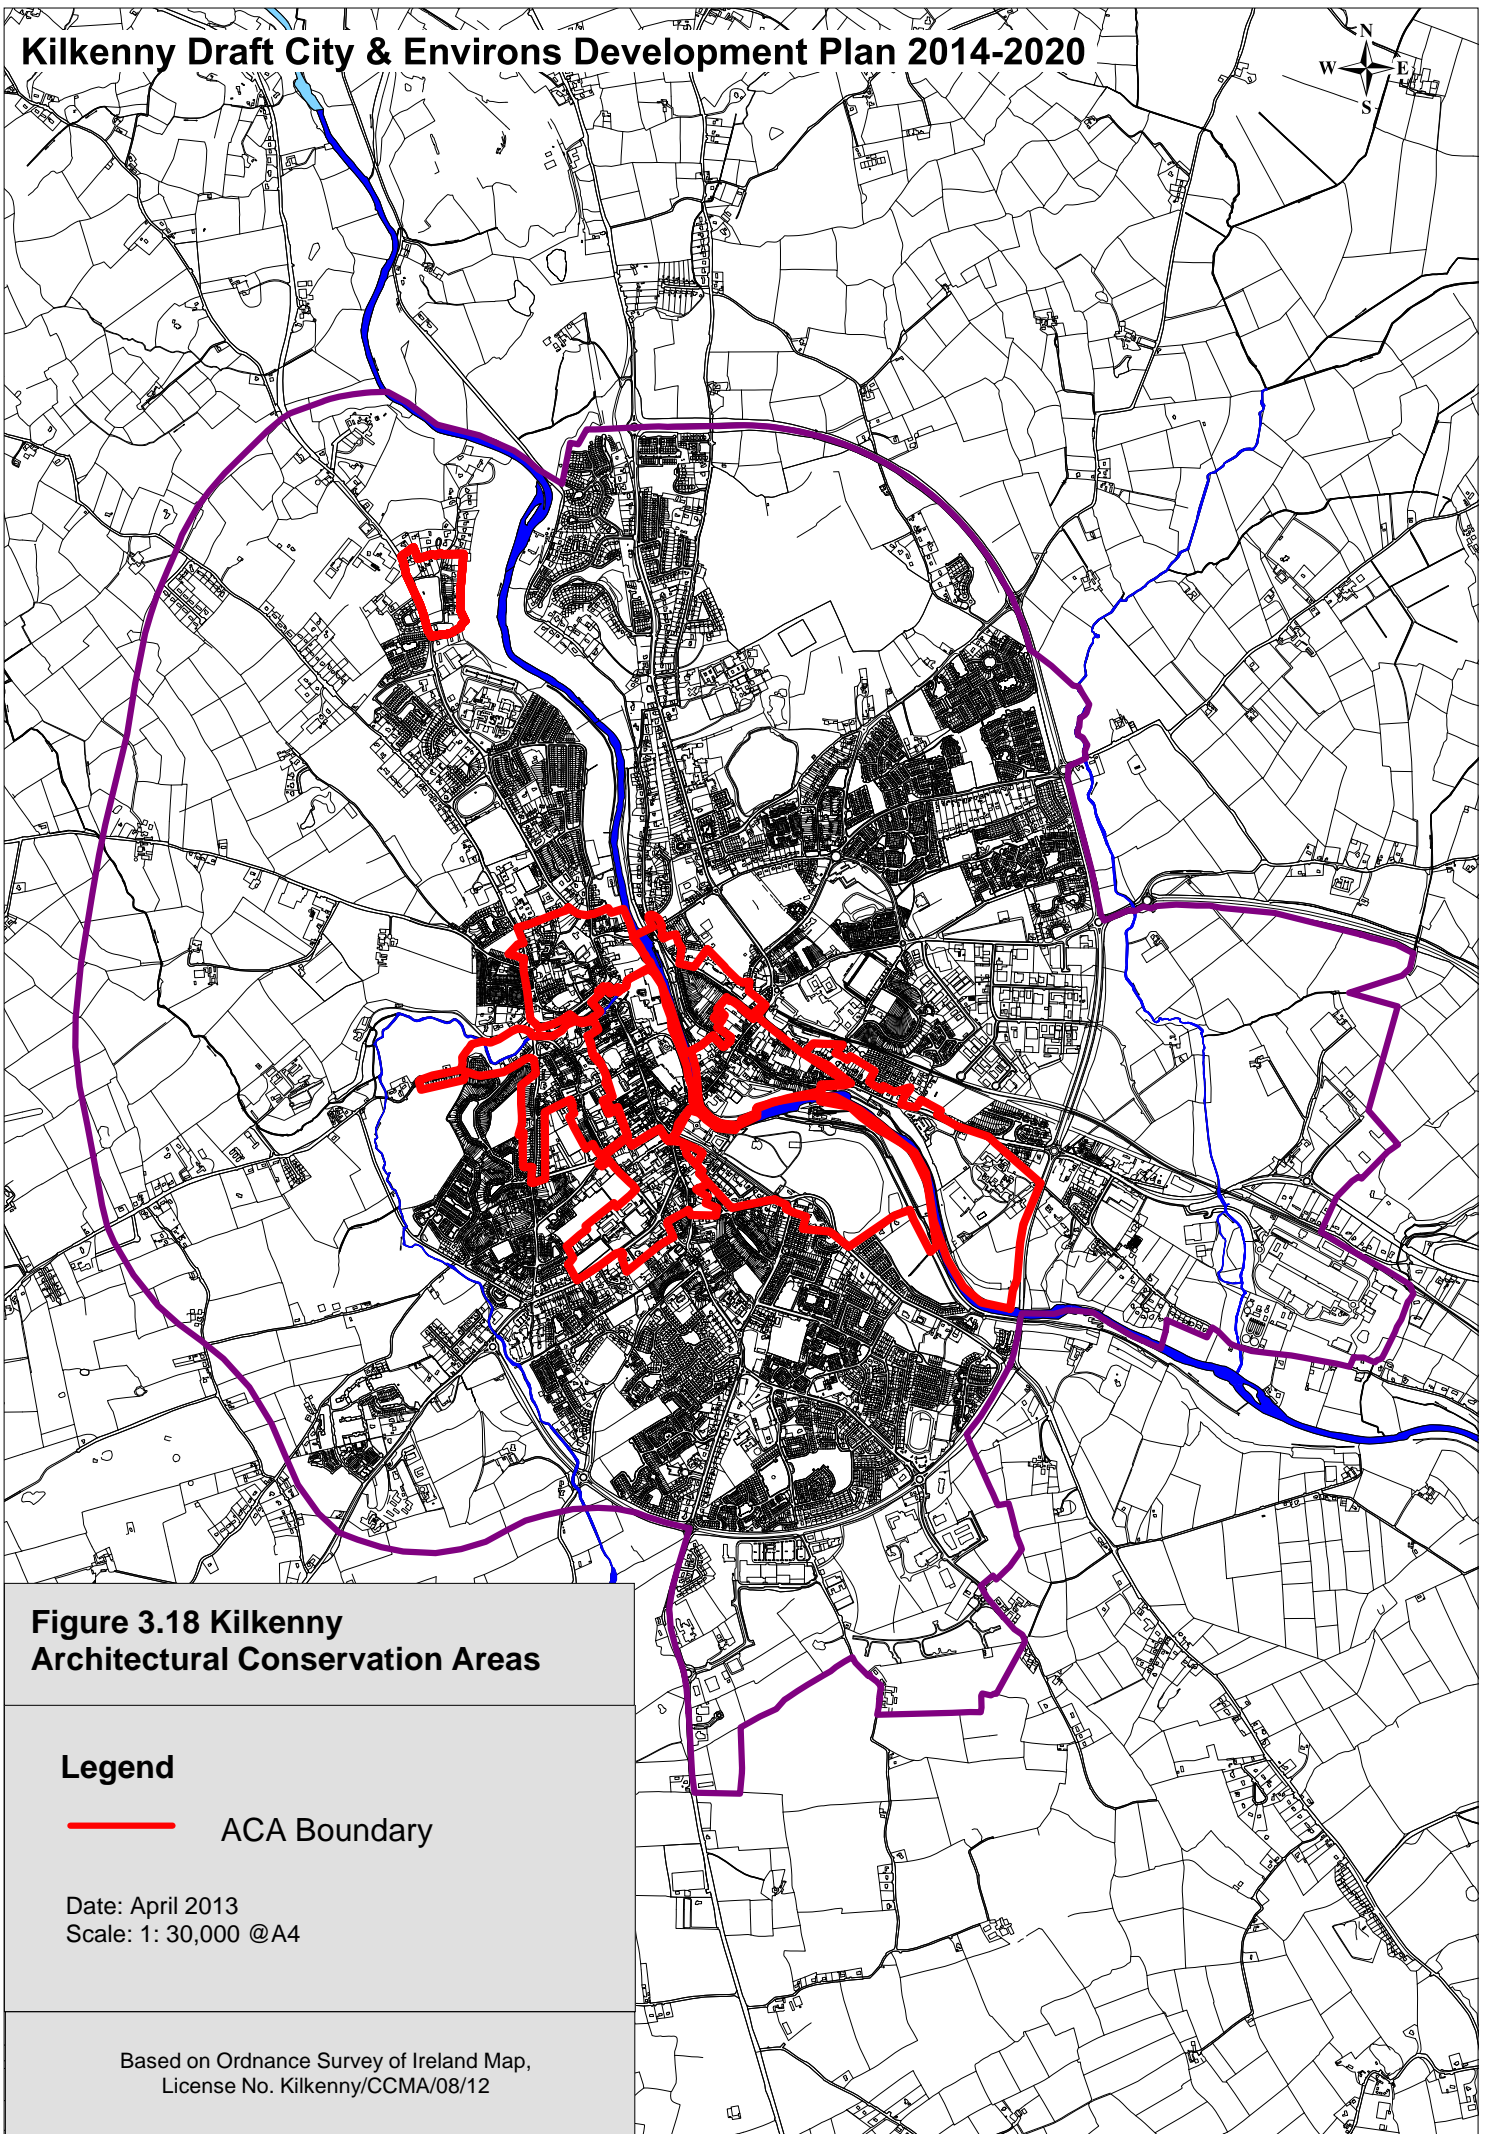 Kilkenny Draft City & Environs Development Plan 2014-2020
N
W E
S
Figure 3.18 Kilkenny
Architectural Conservation Areas
Legend
ACA Boundary
Date: April 2013
Scale: 1: 30,000 @A4
Based on Ordnance Survey of Ireland Map,
License No. Kilkenny/CCMA/08/12